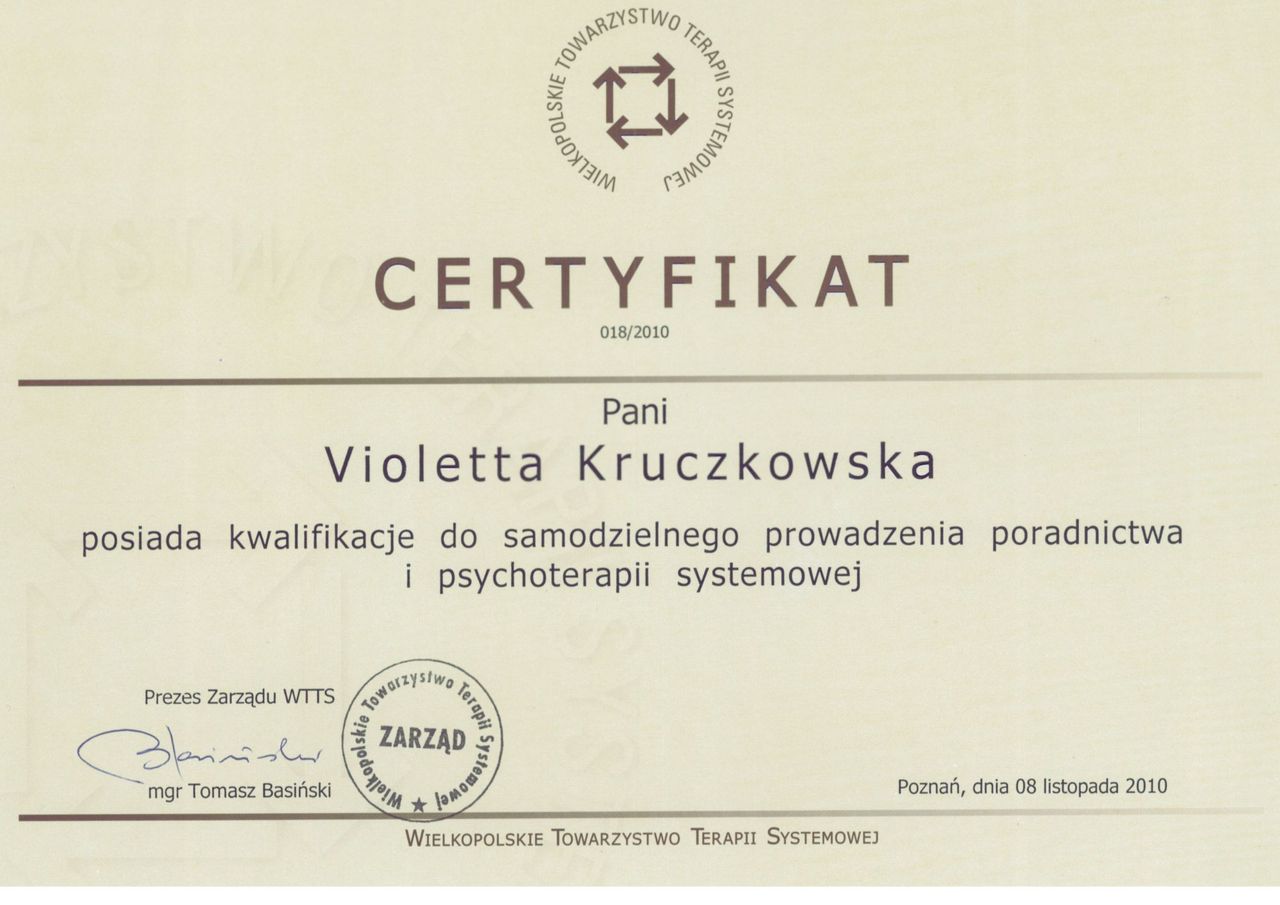 WIELKOPOLSKIE TOWARZYSTWO TERAPII SYSTEMOWEJ
CERTYFIKAT
018/2010
Pani
Violetta Kruczkowska
posiada kwalifikacje do samodzielnego prowadzenia poradnictwa
i psychoterapii systemowej
Prezes Zarządu WTTS
Basiński
mgr Tomasz Basiński
Wielkopolskie Towarzystwo Terapii Systemowej ★
ZARZĄD
Poznań, dnia 08 listopada 2010
WIELKOPOLSKIE TOWARZYSTWO TERAPII SYSTEMOWEJ